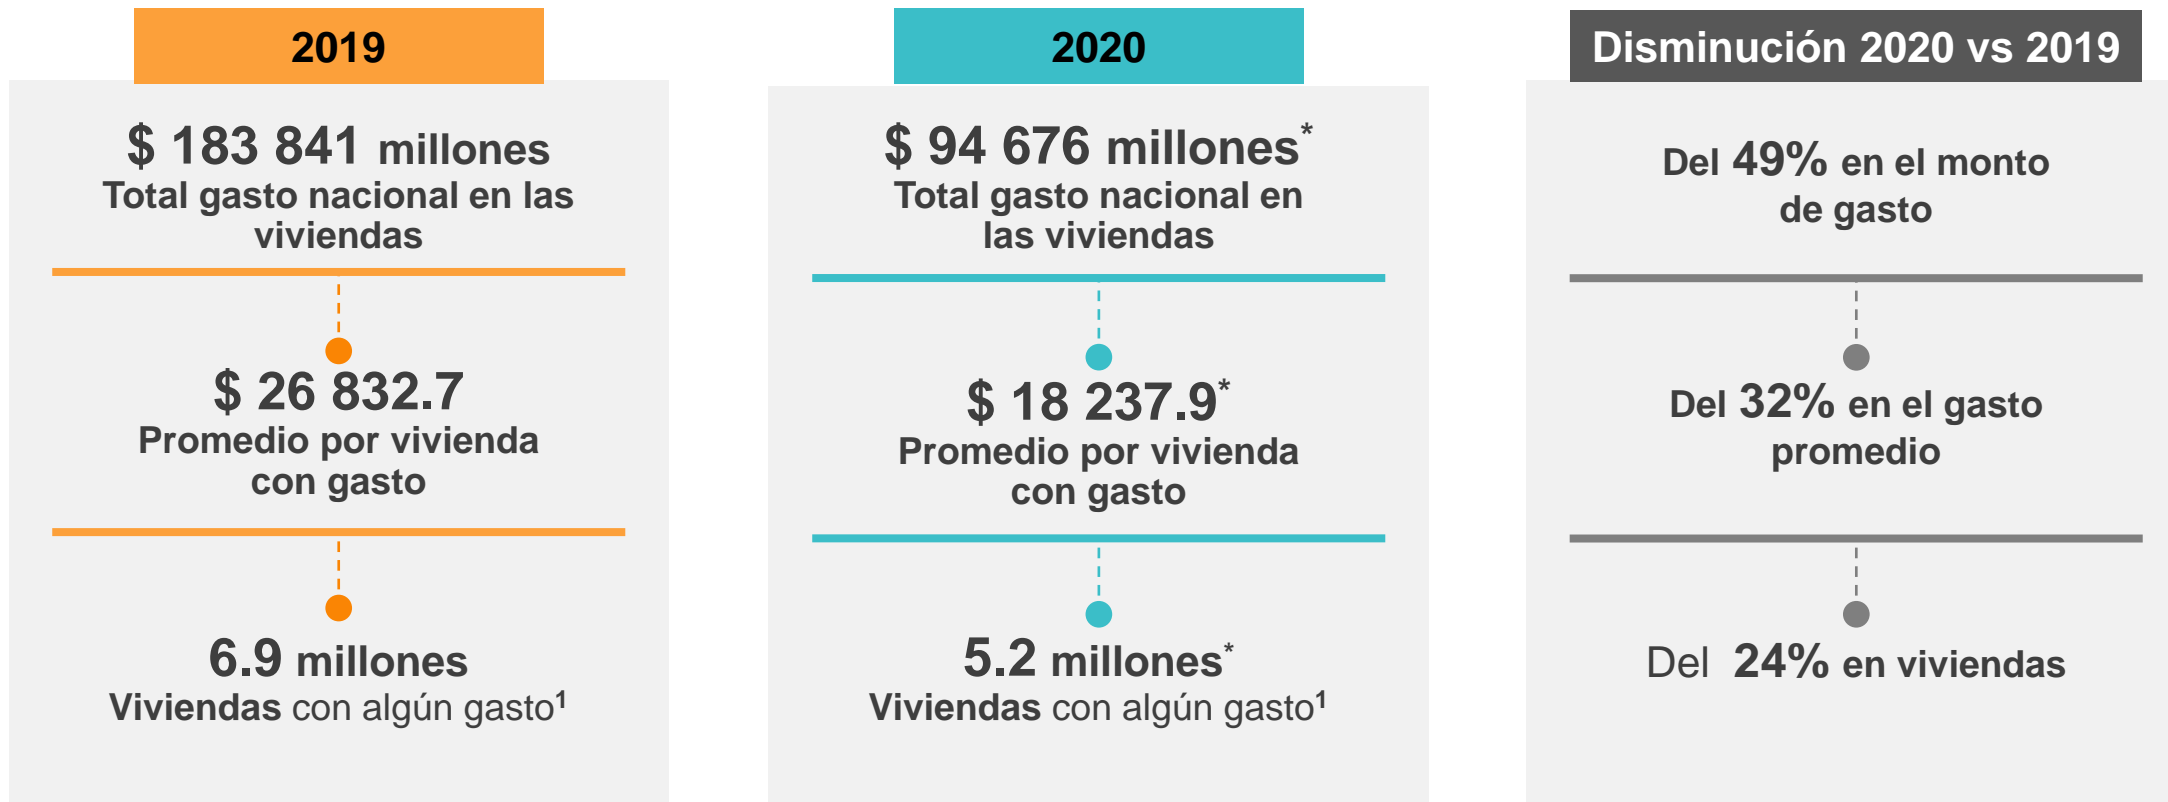 2019
$ 183 841 millones
Total gasto nacional en las
viviendas
$ 26 832.7
Promedio por vivienda
con gasto
6.9 millones
Viviendas con algún gasto¹
2020
$ 94 676 millones*
Total gasto nacional en
las viviendas
$ 18 237.9*
Promedio por vivienda
con gasto
5.2 millones*
Viviendas con algún gasto¹
Disminución 2020 vs 2019
Del 49% en el monto
de gasto
Del 32% en el gasto
promedio
Del 24% en viviendas